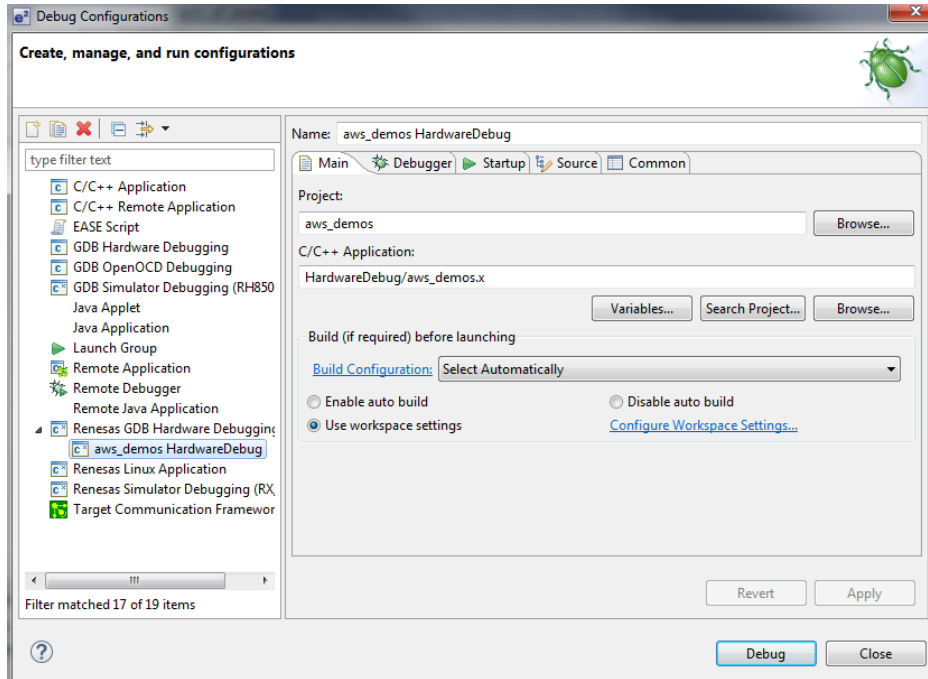 e² Debug Configurations
Create, manage, and run configurations
type filter text
C/C++ Application
C/C++ Remote Application
EASE Script
GDB Hardware Debugging
GDB OpenOCD Debugging
GDB Simulator Debugging (RH850
Java Applet
Java Application
Launch Group
Remote Application
Remote Debugger
Remote Java Application
Renesas GDB Hardware Debugging
aws_demos HardwareDebug
Renesas Linux Application
Renesas Simulator Debugging (RX,
Target Communication Framewor
Filter matched 17 of 19 items
Name: aws_demos HardwareDebug
Main Debugger Startup Source Common
Project:
aws_demos Browse...
C/C++ Application:
HardwareDebug/aws_demos.x
Variables... Search Project... Browse...
Build (if required) before launching
Build Configuration: Select Automatically
Enable auto build Disable auto build
Use workspace settings Configure Workspace Settings...
Revert Apply
? Debug Close